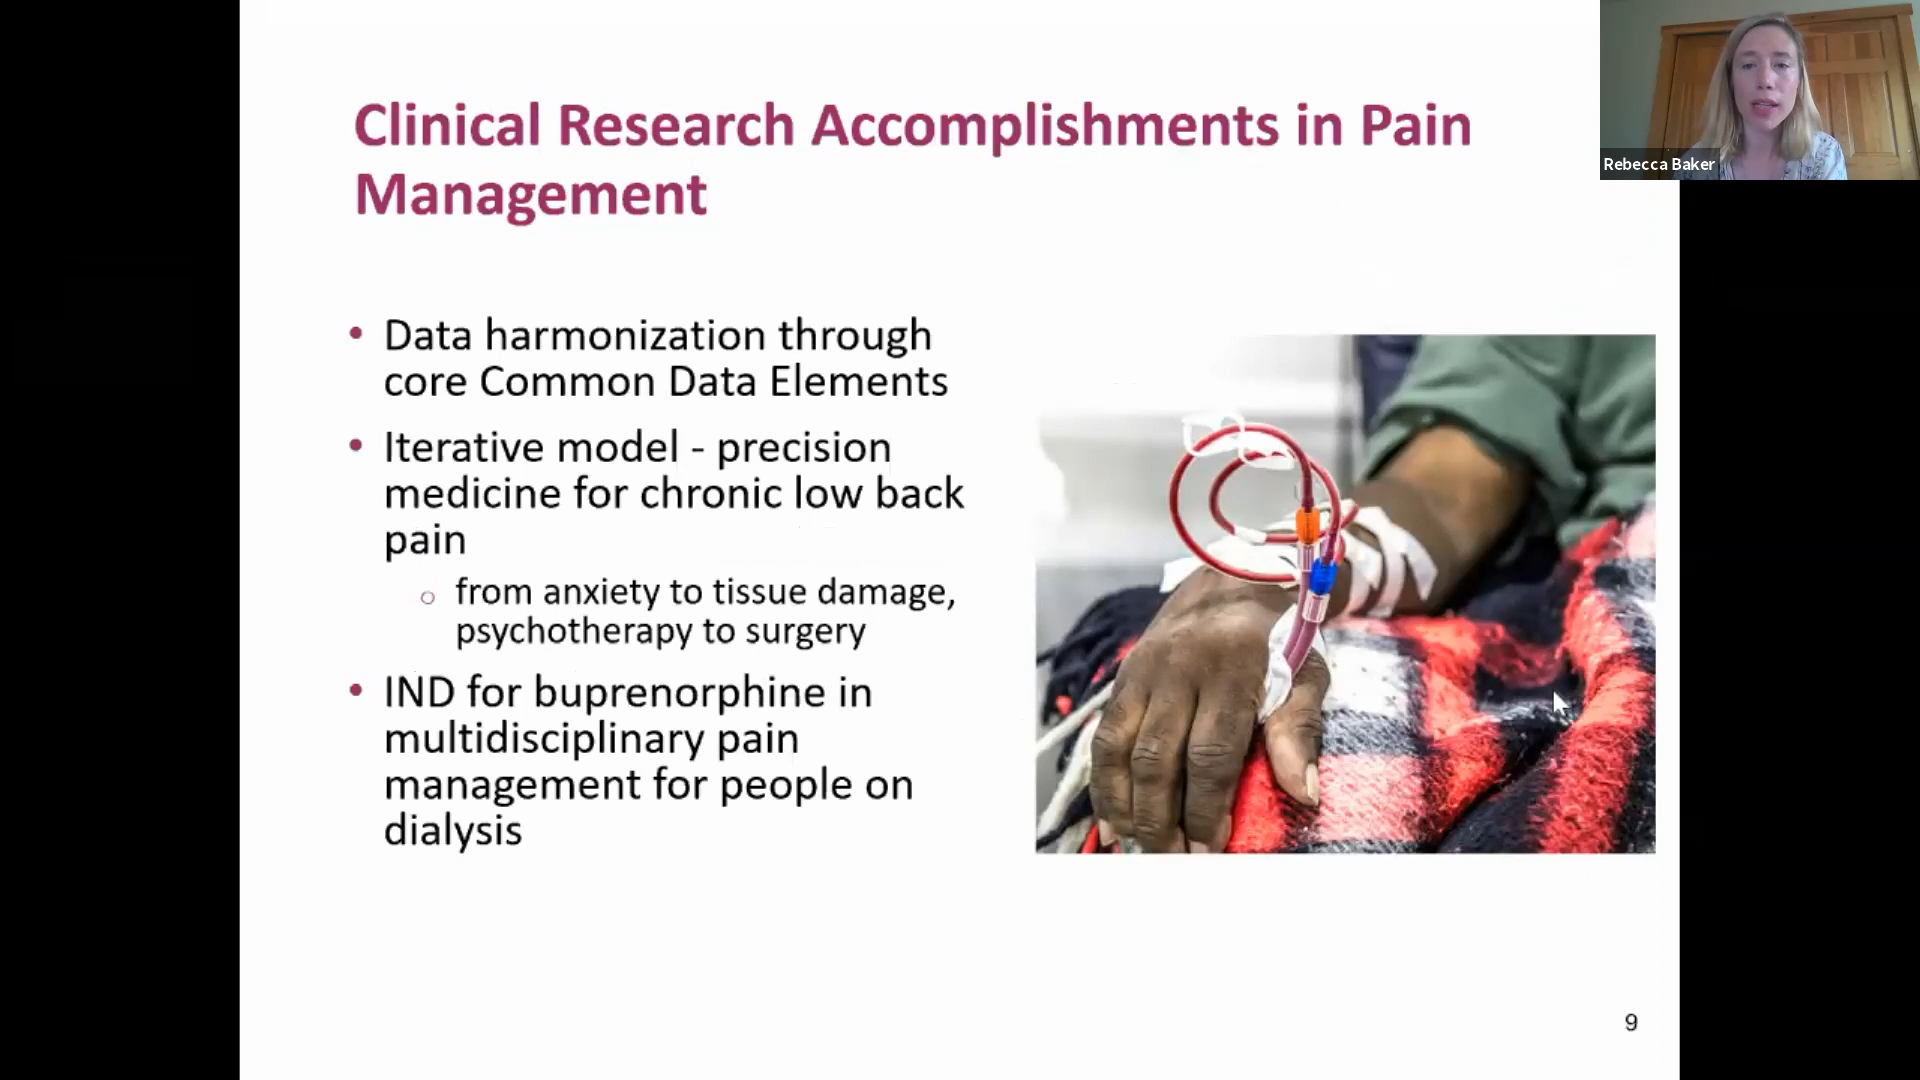 Clinical Research Accomplishments in Pain
Management
Rebecca Baker
• Data harmonization through
core Common Data Elements
• Iterative model - precision
medicine for chronic low back
pain
○ from anxiety to tissue damage,
psychotherapy to surgery
• IND for buprenorphine in
multidisciplinary pain
management for people on
dialysis
9